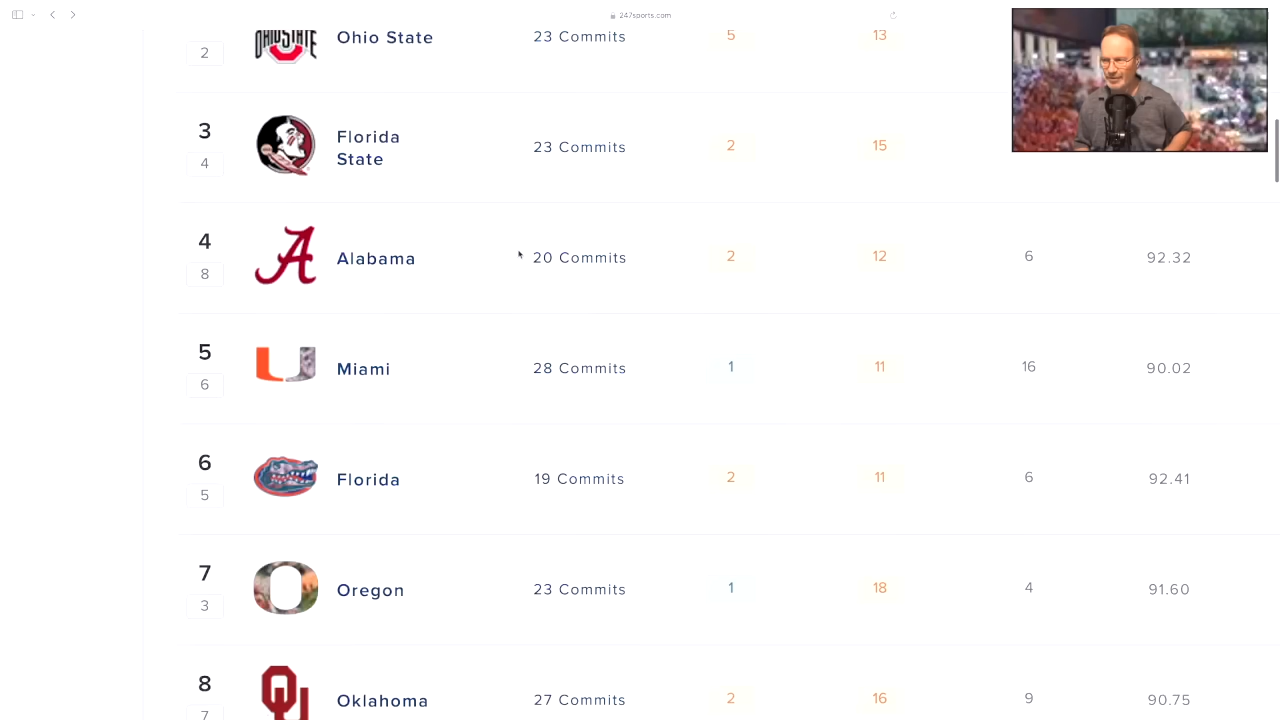 247sports.com
OHIO STATE
Ohio State
23 Commits
5
13
2
3
Florida
State
23 Commits
2
15
4
4
A
Alabama
20 Commits
2
12
6
92.32
8
5
U
Miami
28 Commits
1
11
16
90.02
6
6
Florida
19 Commits
2
11
6
92.41
5
7
O
Oregon
23 Commits
1
18
4
91.60
3
8
OU
Oklahoma
27 Commits
2
16
9
90.75
7